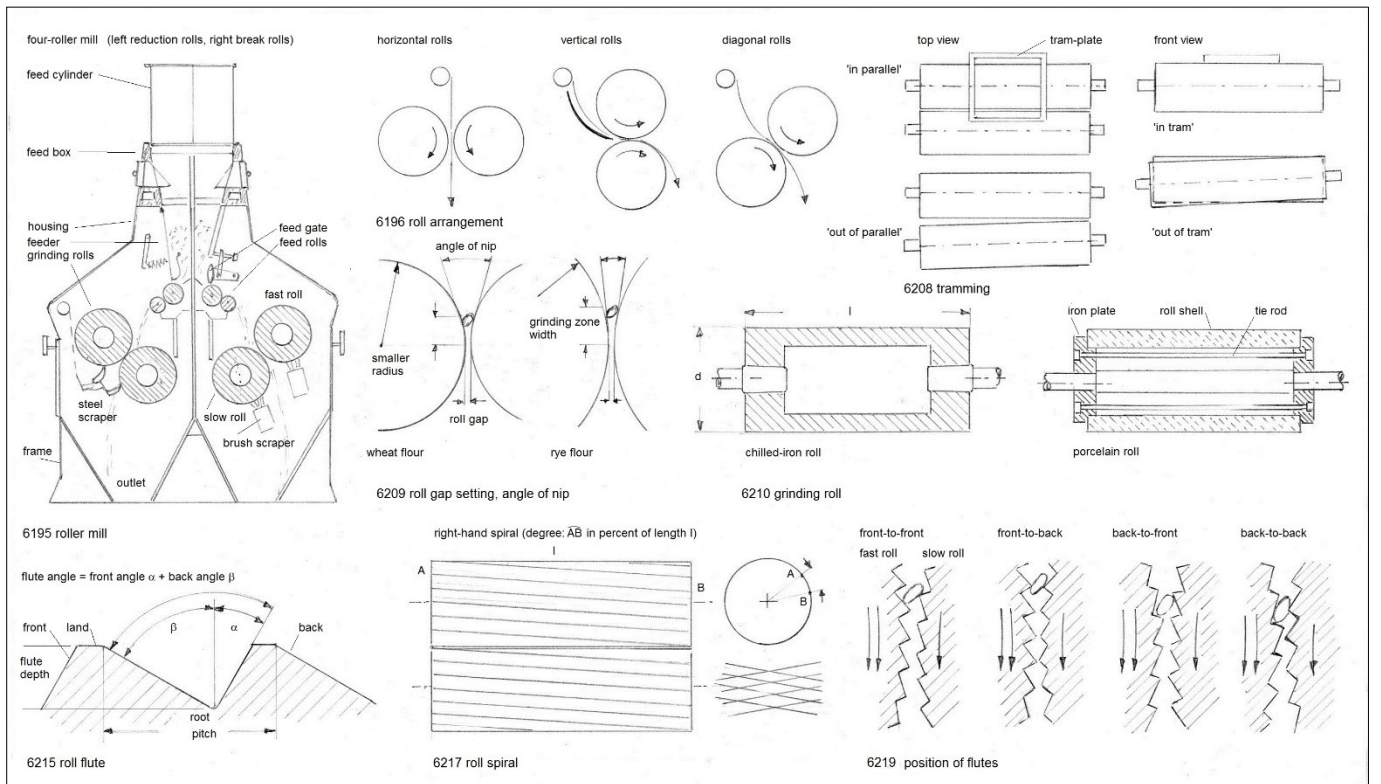 four-roller mill (left reduction rolls, right break rolls)
feed cylinder
feed box
housing
feeder
grinding rolls
feed gate
feed rolls
fast roll
steel
scraper
slow roll
brush scraper
frame
outlet
6195 roller mill
horizontal rolls
vertical rolls
diagonal rolls
6196 roll arrangement
top view
tram-plate
front view
'in parallel'
'in tram'
'out of parallel'
'out of tram'
6208 tramming
angle of nip
grinding zone
width
smaller
radius
roll gap
wheat flour
rye flour
6209 roll gap setting, angle of nip
l
d
chilled-iron roll
iron plate
roll shell
tie rod
porcelain roll
6210 grinding roll
flute angle = front angle α + back angle β
front
land
β
α
back
flute
depth
root
pitch
6215 roll flute
right-hand spiral (degree: AB in percent of length l)
l
A
B
A
B
6217 roll spiral
front-to-front
front-to-back
back-to-front
back-to-back
fast roll
slow roll
6219 position of flutes